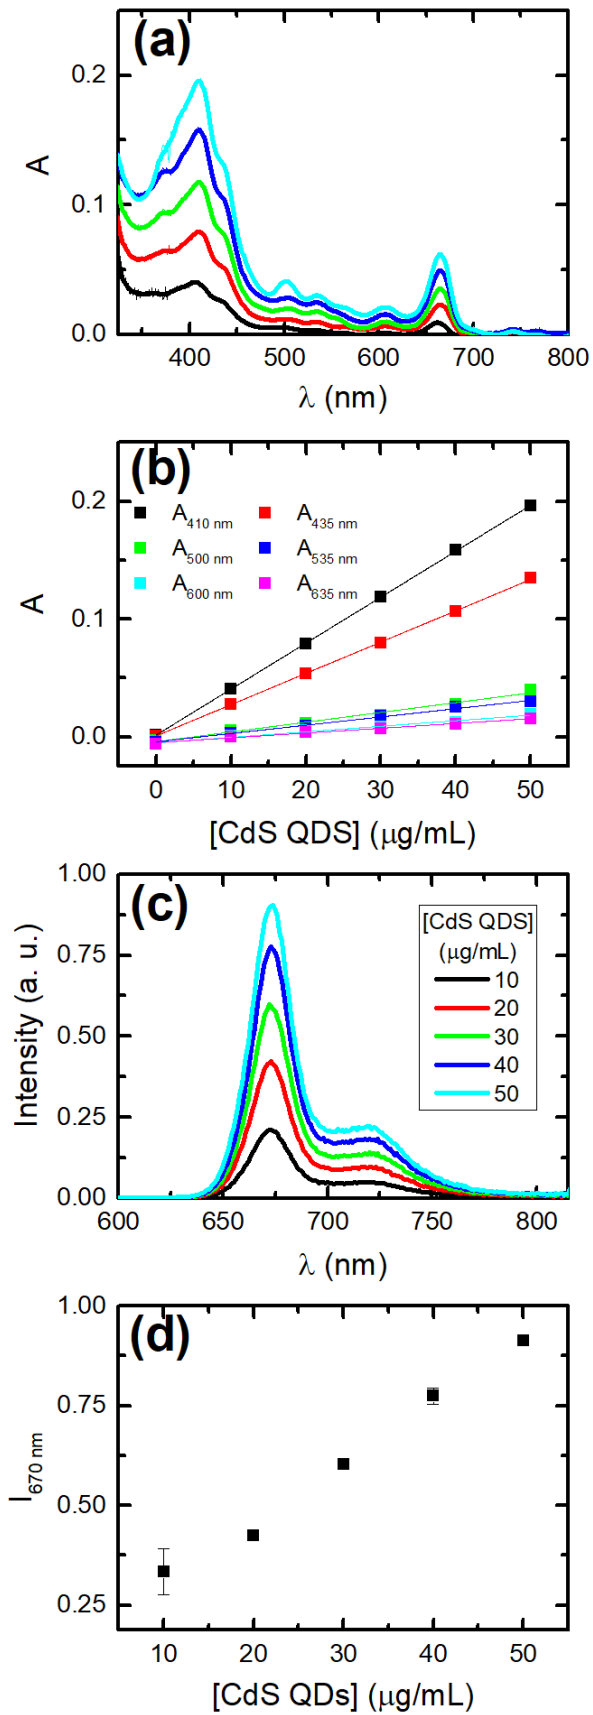 (a)
0.2
0.1
0.0
A
400 500 600 700 800
λ (nm)
(b)
A410 nm A435 nm
A500 nm A535 nm
A600 nm A635 nm
0.2
0.1
0.0
A
0 10 20 30 40 50
[CdS QDS] (μg/mL)
(c)
1.00
0.75
0.50
0.25
0.00
Intensity (a. u.)
[CdS QDS]
(μg/mL)
10
20
30
40
50
600 650 700 750 800
λ (nm)
(d)
1.00
0.75
0.50
0.25
I670 nm
10 20 30 40 50
[CdS QDs] (μg/mL)